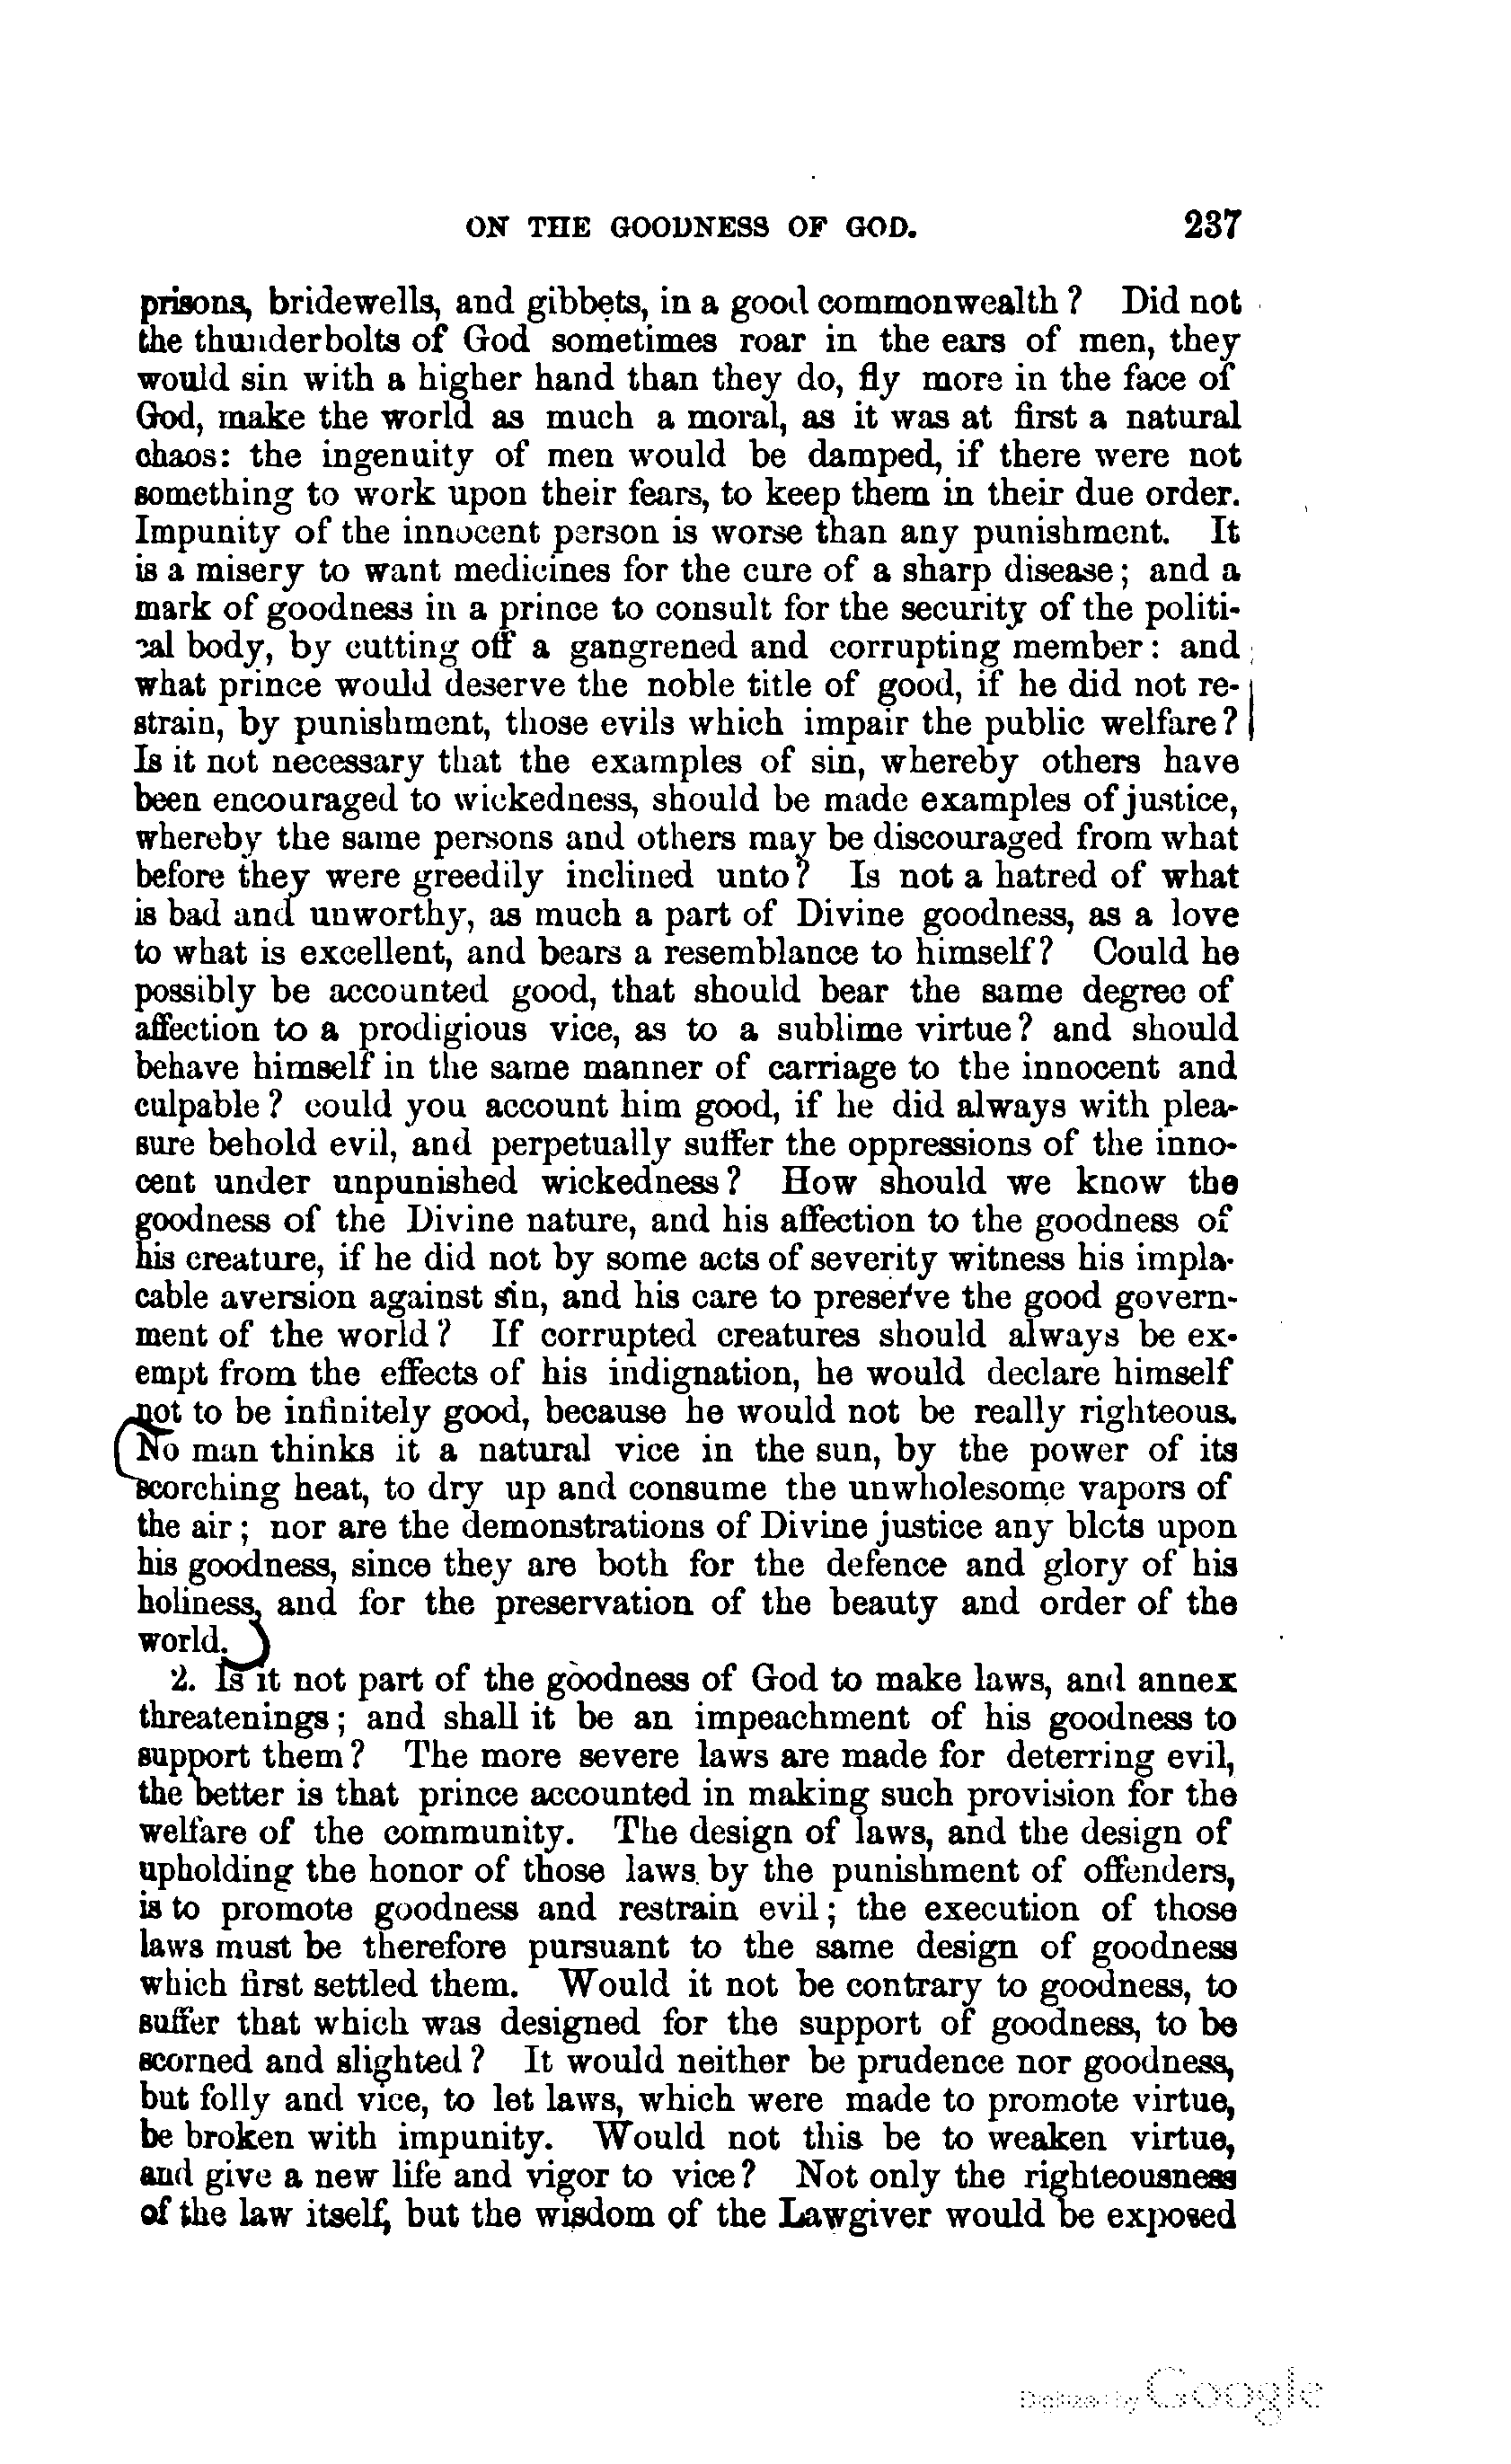 ON THE GOODNESS OF GOD. 237
prisons, bridewells, and gibbets, in a good commonwealth? Did not
the thunderbolts of God sometimes roar in the ears of men, they
would sin with a higher hand than they do, fly more in the face of
God, make the world as much a moral, as it was at first a natural
chaos: the ingenuity of men would be damped, if there were not
something to work upon their fears, to keep them in their due order.
Impunity of the innocent person is worse than any punishment. It
is a misery to want medicines for the cure of a sharp disease; and a
mark of goodness in a prince to consult for the security of the politi-
cal body, by cutting off a gangrened and corrupting member: and
what prince would deserve the noble title of good, if he did not re-
strain, by punishment, those evils which impair the public welfare?
Is it not necessary that the examples of sin, whereby others have
been encouraged to wickedness, should be made examples of justice,
whereby the same persons and others may be discouraged from what
before they were greedily inclined unto? Is not a hatred of what
is bad and unworthy, as much a part of Divine goodness, as a love
to what is excellent, and bears a resemblance to himself? Could he
possibly be accounted good, that should bear the same degree of
affection to a prodigious vice, as to a sublime virtue? and should
behave himself in the same manner of carriage to the innocent and
culpable? could you account him good, if he did always with plea-
sure behold evil, and perpetually suffer the oppressions of the inno-
cent under unpunished wickedness? How should we know the
goodness of the Divine nature, and his affection to the goodness of
his creature, if he did not by some acts of severity witness his impla-
cable aversion against sin, and his care to preserve the good govern-
ment of the world? If corrupted creatures should always be ex-
empt from the effects of his indignation, he would declare himself
not to be infinitely good, because he would not be really righteous.
No man thinks it a natural vice in the sun, by the power of its
scorching heat, to dry up and consume the unwholesome vapors of
the air; nor are the demonstrations of Divine justice any blots upon
his goodness, since they are both for the defence and glory of his
holiness, and for the preservation of the beauty and order of the
world.
2. Is it not part of the goodness of God to make laws, and annex
threatenings; and shall it be an impeachment of his goodness to
support them? The more severe laws are made for deterring evil,
the better is that prince accounted in making such provision for the
welfare of the community. The design of laws, and the design of
upholding the honor of those laws by the punishment of offenders,
is to promote goodness and restrain evil; the execution of those
laws must be therefore pursuant to the same design of goodness
which first settled them. Would it not be contrary to goodness, to
suffer that which was designed for the support of goodness, to be
scorned and slighted? It would neither be prudence nor goodness,
but folly and vice, to let laws, which were made to promote virtue,
be broken with impunity. Would not this be to weaken virtue,
and give a new life and vigor to vice? Not only the righteousness
of the law itself, but the wisdom of the Lawgiver would be exposed
Digitized by Google